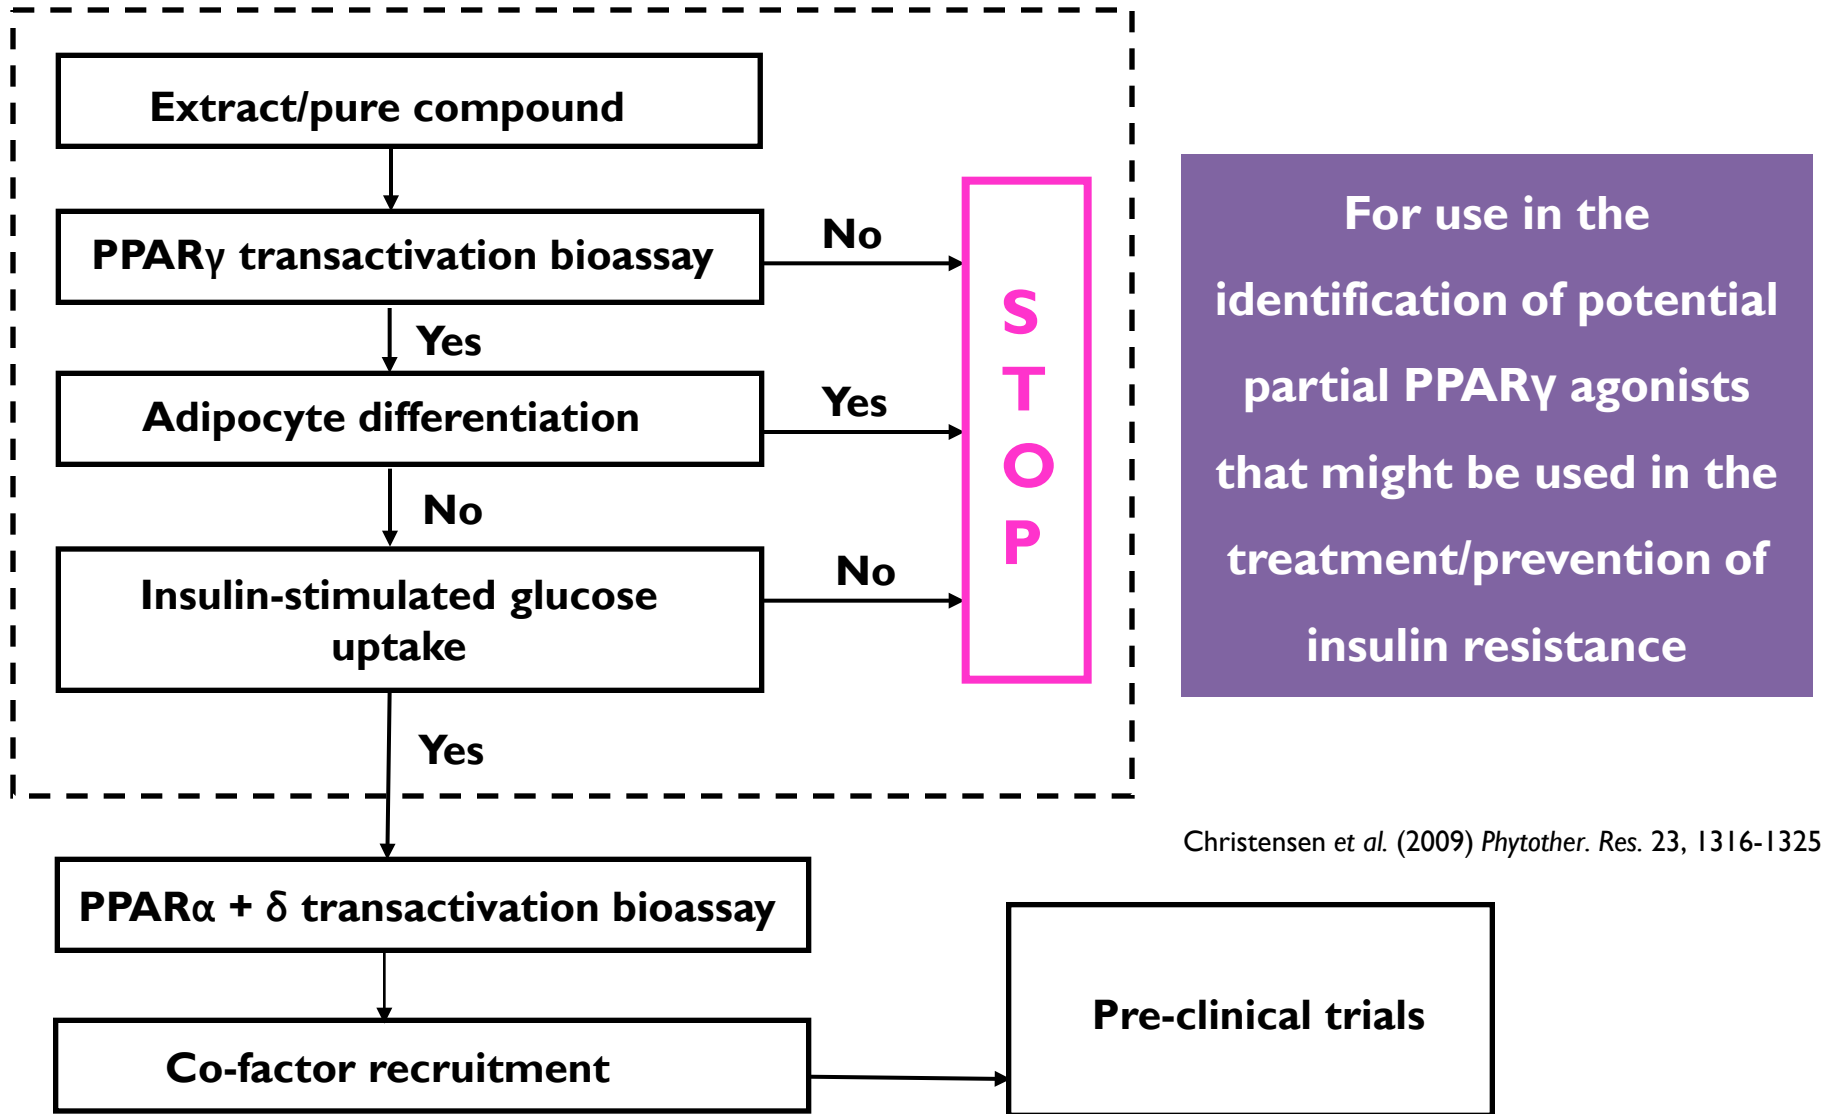 Extract/pure compound
PPARγ transactivation bioassay
No
Yes
Adipocyte differentiation
Yes
No
Insulin-stimulated glucose
uptake
No
Yes
S
T
O
P
For use in the
identification of potential
partial PPARγ agonists
that might be used in the
treatment/prevention of
insulin resistance
Christensen et al. (2009) Phytother. Res. 23, 1316-1325
PPARα + δ transactivation bioassay
Co-factor recruitment
Pre-clinical trials